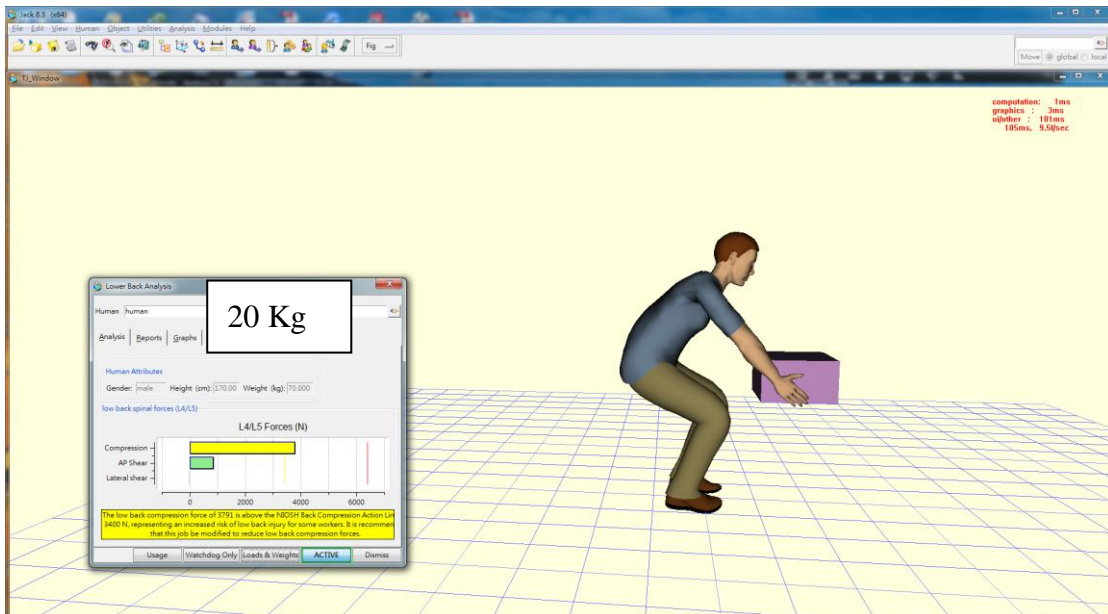 Jack 8.3 (x64)
File Edit View Human Object Utilities Analysis Modules Help
Fig
Move global local
TJ_Window
computation: 1ms
graphics : 3ms
ui/other : 101ms
105ms, 9.5f/sec
Lower Back Analysis
20 Kg
Human human
Analysis Reports Graphs
Human Attributes
Gender: male Height (cm): 170.00 Weight (kg): 70.000
low back spinal forces (L4/L5)
L4/L5 Forces (N)
Compression
AP Shear
Lateral shear
0 2000 4000 6000
The low back compression force of 3791 is above the NIOSH Back Compression Action Lin
3400 N, representing an increased risk of low back injury for some workers. It is recommen
that this job be modified to reduce low back compression forces.
Usage Watchdog Only Loads & Weights ACTIVE Dismiss